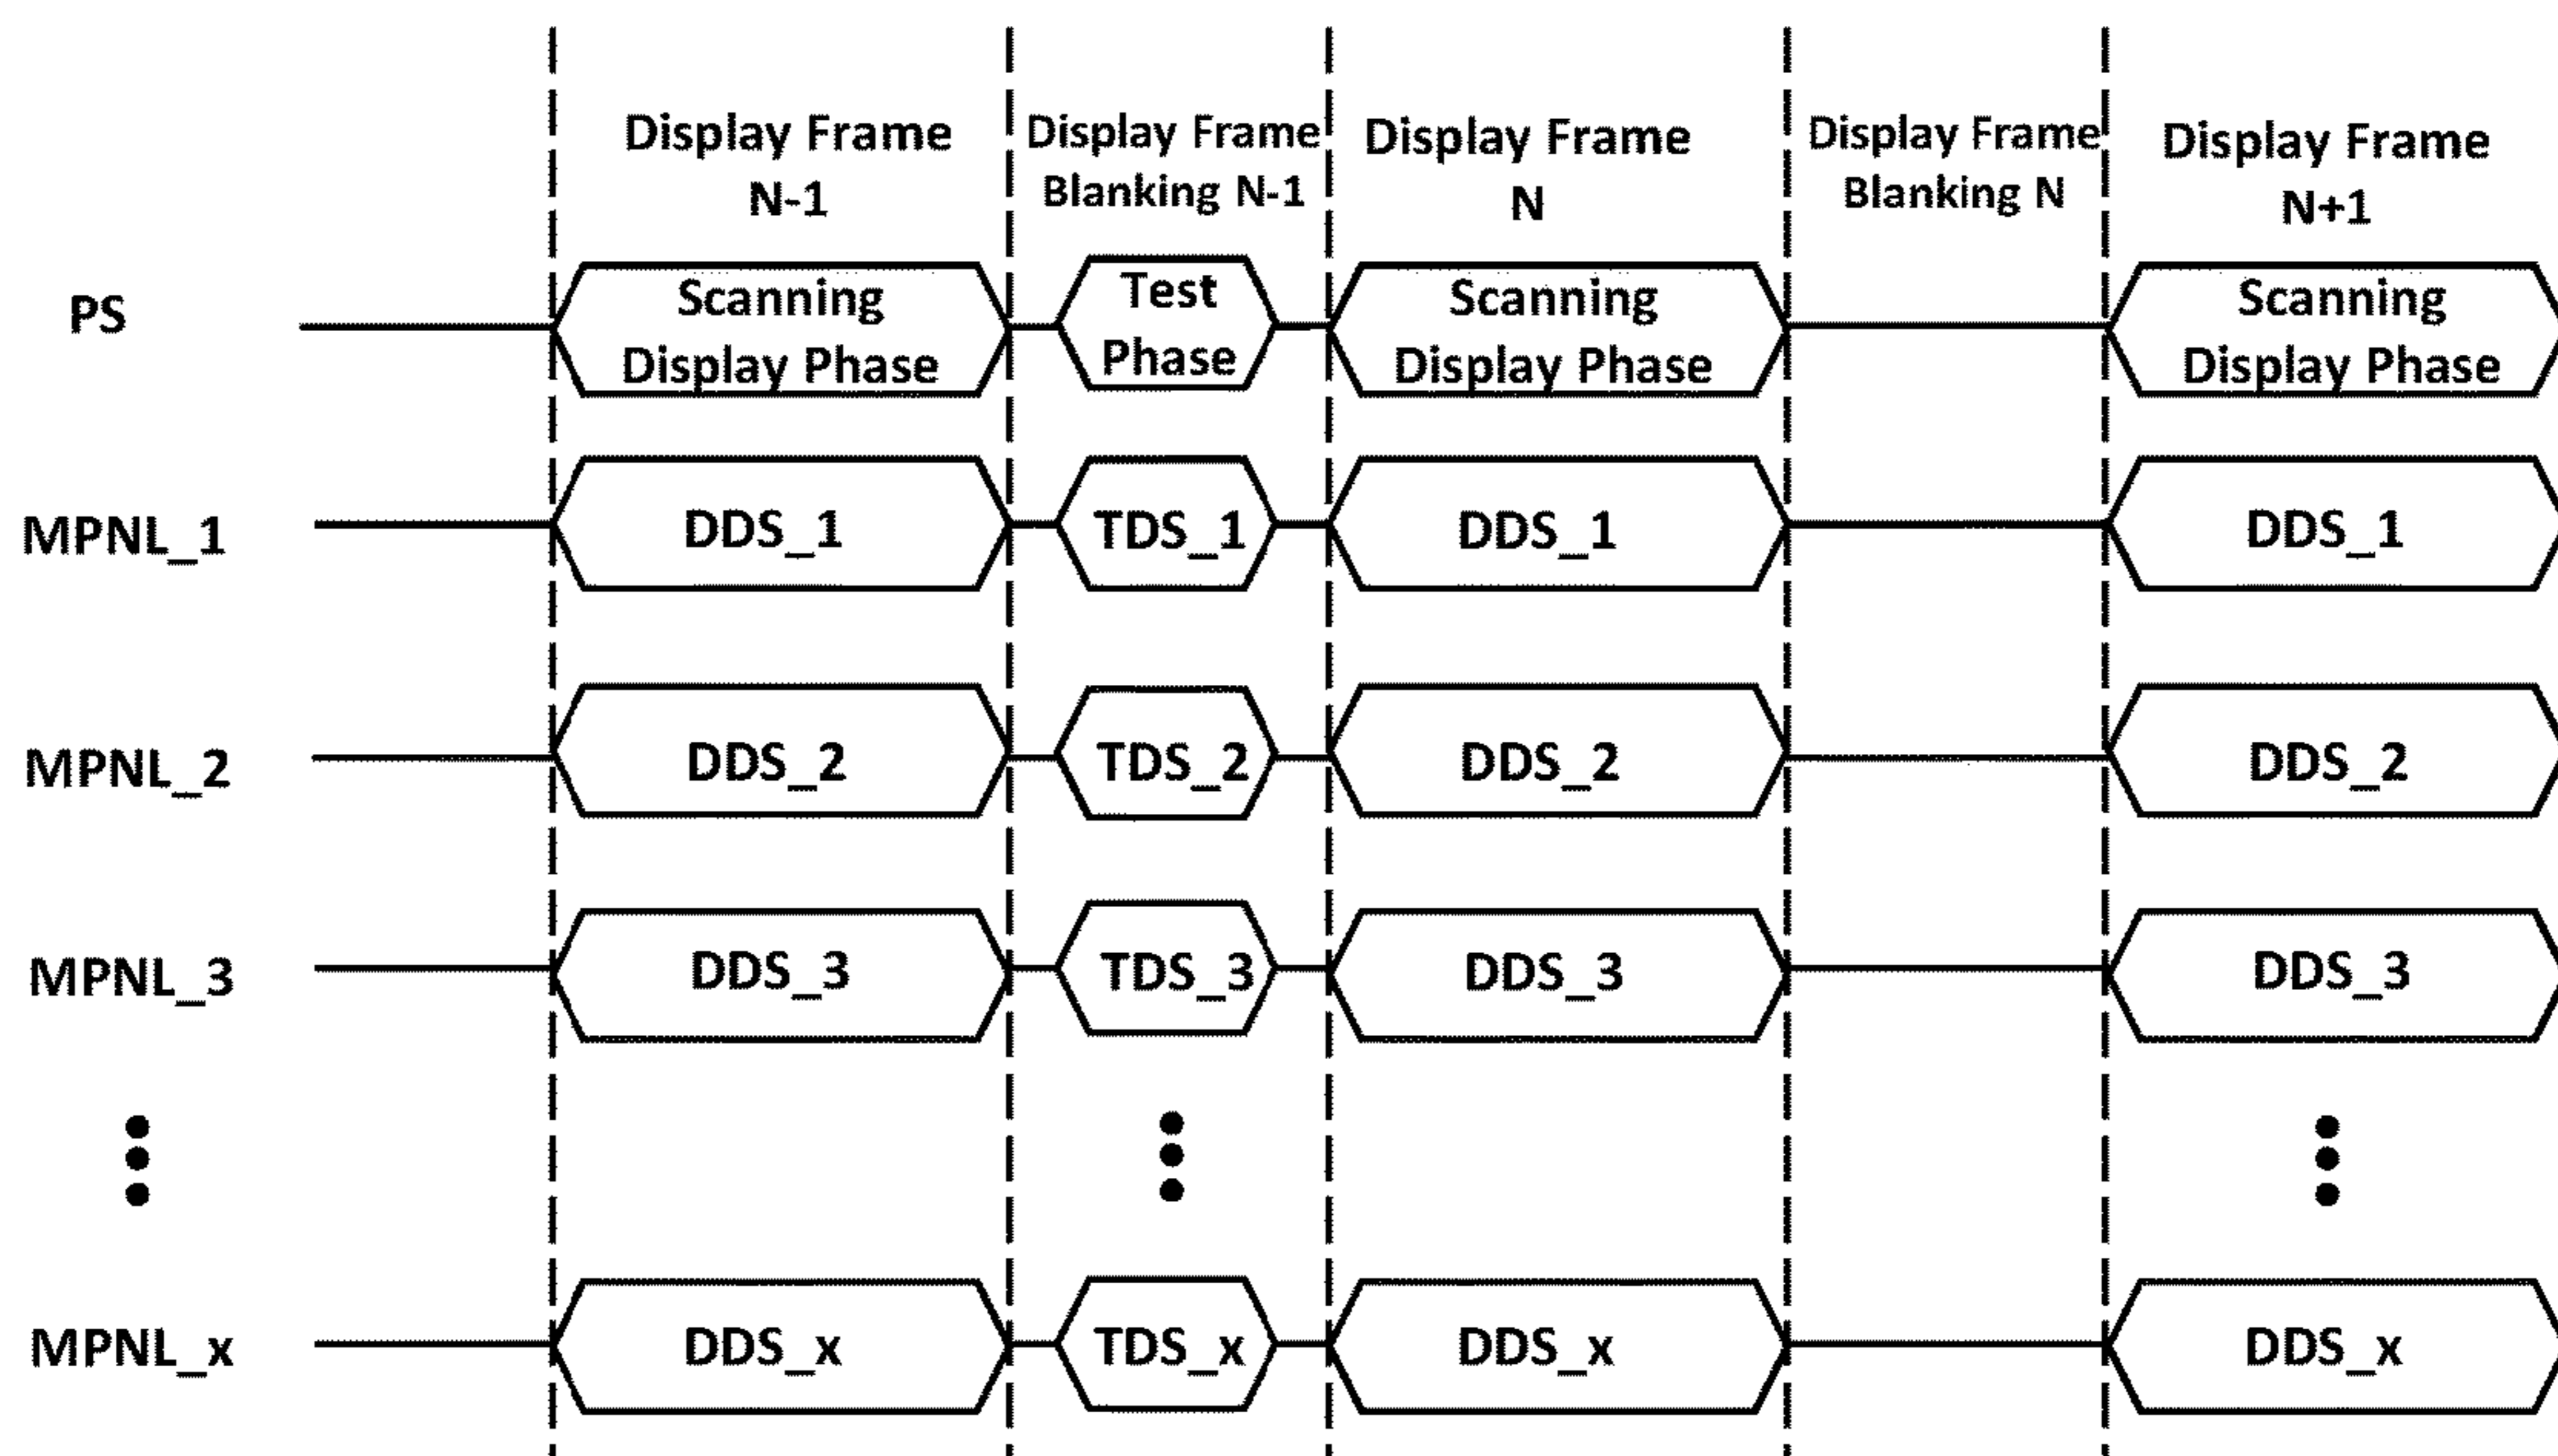 Display Frame
N-1
Display Frame
Blanking N-1
Display Frame
N
Display Frame
Blanking N
Display Frame
N+1
PS
Scanning
Display Phase
Test
Phase
Scanning
Display Phase
Scanning
Display Phase
MPNL_1
DDS_1
TDS_1
DDS_1
DDS_1
MPNL_2
DDS_2
TDS_2
DDS_2
DDS_2
MPNL_3
DDS_3
TDS_3
DDS_3
DDS_3
MPNL_x
DDS_x
TDS_x
DDS_x
DDS_x